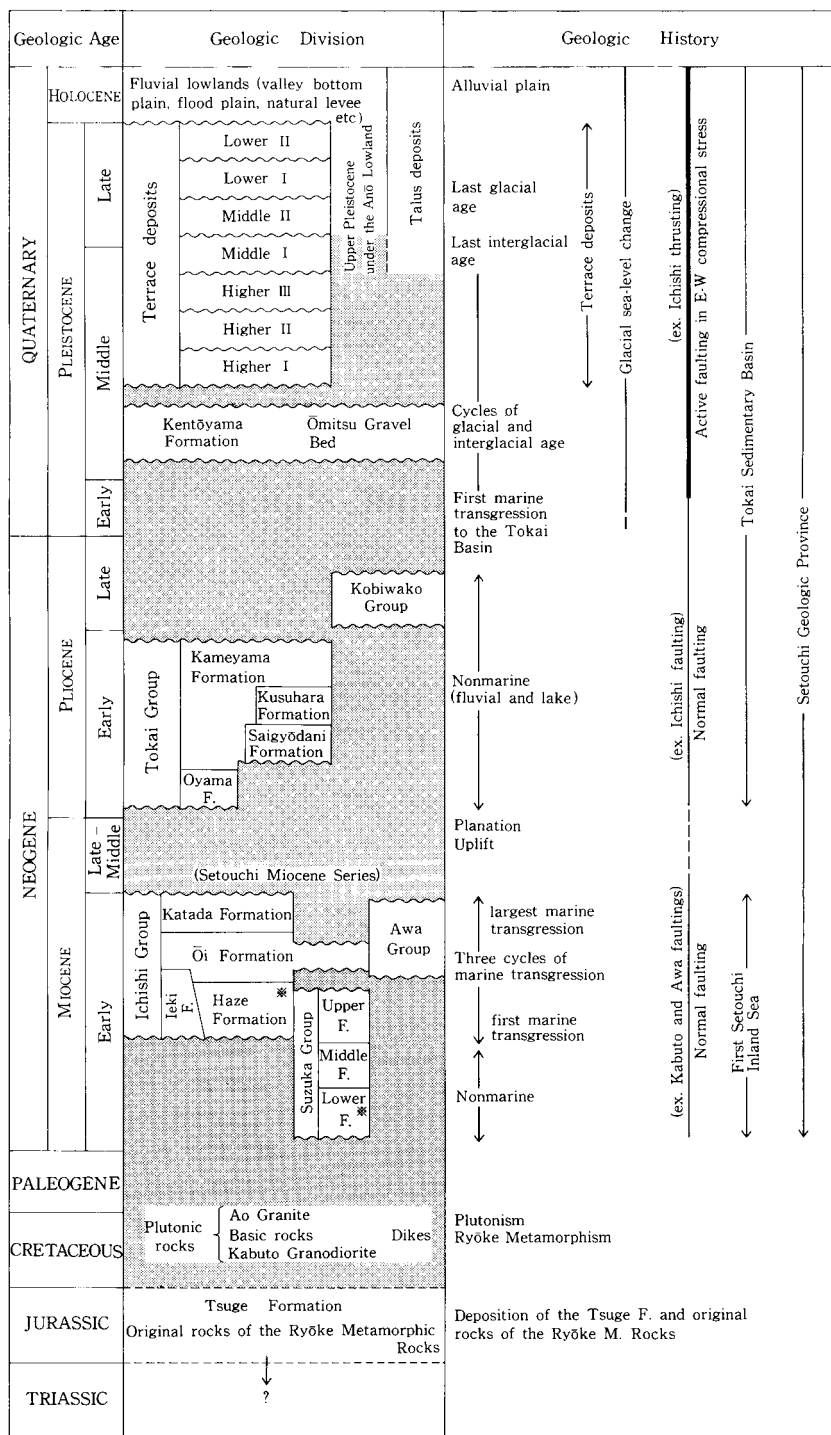 Geologic Age
Geologic Division
Geologic History
QUATERNARY
NEOGENE
PALEOGENE
CRETACEOUS
JURASSIC
TRIASSIC
HOLOCENE
PLEISTOCENE
Late
Middle
Early
PLIOCENE
Late
Early
MIOCENE
Late-
Middle
Early
Fluvial lowlands (valley bottom
plain, flood plain, natural levee
etc)
Terrace deposits
Lower II
Lower I
Middle II
Middle I
Higher III
Higher II
Higher I
Upper Pleistocene
under the Anō Lowland
Talus deposits
Kentōyama
Formation
Ōmitsu Gravel
Bed
Kobiwako
Group
Tokai Group
Kameyama
Formation
Kusuhara
Formation
Saigyōdani
Formation
Oyama
F.
(Setouchi Miocene Series)
Ichishi Group
Katada Formation
Ōi Formation
Ieki
F.
Haze ※
Formation
Awa
Group
Suzuka Group
Upper
F.
Middle
F.
Lower
F. ※
Plutonic
rocks
Ao Granite
Basic rocks
Kabuto Granodiorite
Dikes
Tsuge Formation
Original rocks of the Ryōke Metamorphic
Rocks
?
Alluvial plain
Last glacial
age
Last interglacial
age
Cycles of
glacial and
interglacial age
First marine
transgression
to the Tokai
Basin
Nonmarine
(fluvial and lake)
Planation
Uplift
largest marine
transgression
Three cycles of
marine transgression
first marine
transgression
Nonmarine
Plutonism
Ryōke Metamorphism
Deposition of the Tsuge F. and original
rocks of the Ryōke M. Rocks
Terrace deposits
Glacial sea-level change
(ex. Ichishi thrusting)
Active faulting in E-W compressional stress
(ex. Ichishi faulting)
Normal faulting
(ex. Kabuto and Awa faultings)
Normal faulting
Tokai Sedimentary Basin
First Setouchi
Inland Sea
Setouchi Geologic Province